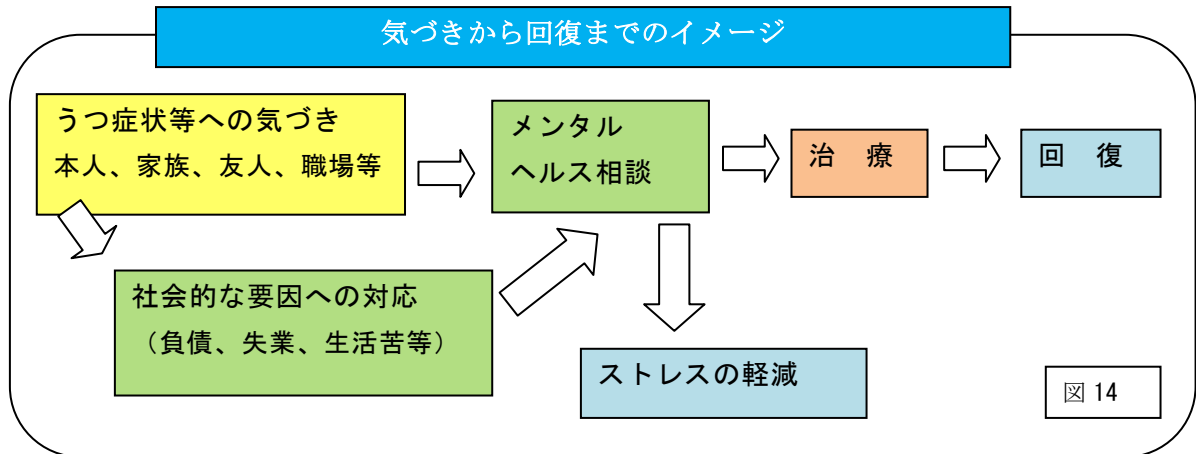 気づきから回復までのイメージ
うつ症状等への気づき
本人、家族、友人、職場等
メンタル
ヘルス相談
治　療
回　復
社会的な要因への対応
（負債、失業、生活苦等）
ストレスの軽減
図 14